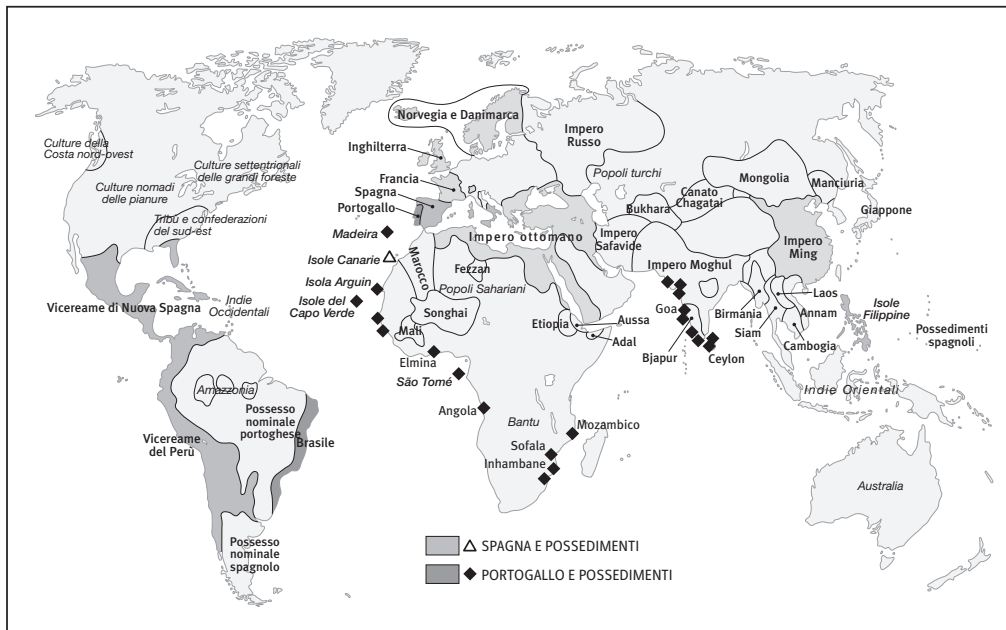 Norvegia e Danimarca
Impero
Russo
Culture della
Costa nord-ovest
Inghilterra
Culture settentrionali
delle grandi foreste
Popoli turchi
Francia
Mongolia
Culture nomadi
delle pianure
Spagna
Canato
Chagatai
Manciuria
Portogallo
Bukhara
Giappone
Tribù e confederazioni
del sud-est
Madeira
Impero ottomano
Impero
Safavide
Impero
Ming
Isole Canarie
Marocco
Fezzan
Impero Moghul
Isola Arguin
Popoli Sahariani
Indie
Occidentali
Isole del
Capo Verde
Vicereame di Nuova Spagna
Songhai
Goa
Birmania
Laos
Isole
Filippine
Etiopia
Aussa
Siam
Annam
Mali
Adal
Possedimenti
spagnoli
Bjapur
Cambogia
Elmina
Ceylon
São Tomé
Amazzonia
Indie Orientali
Possesso
nominale
portoghese
Angola
Bantu
Mozambico
Vicereame
del Perù
Brasile
Sofala
Inhambane
Australia
Possesso
nominale
spagnolo
SPAGNA E POSSEDIMENTI
PORTOGALLO E POSSEDIMENTI